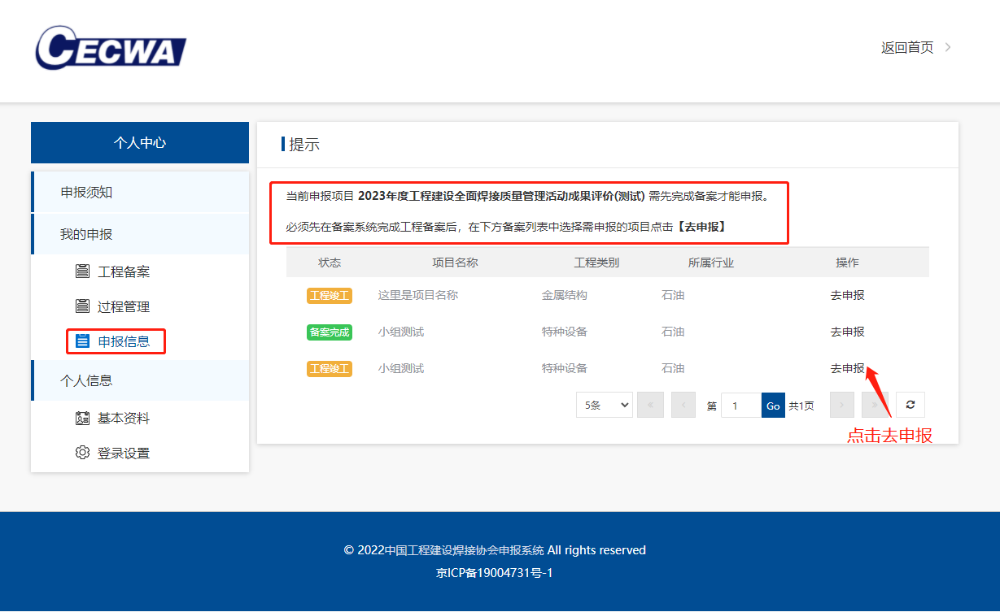 CECWA
返回首页
个人中心
申报须知
我的申报
工程备案
过程管理
申报信息
个人信息
基本资料
登录设置
提示
当前申报项目 2023年度工程建设全面焊接质量管理活动成果评价(测试) 需先完成备案才能申报。
必须先在备案系统完成工程备案后，在下方备案列表中选择需申报的项目点击【去申报】
状态 项目名称 工程类别 所属行业 操作
工程竣工 这里是项目名称 金属结构 石油 去申报
备案完成 小组测试 特种设备 石油 去申报
工程竣工 小组测试 特种设备 石油 去申报
5条 « ‹ 第 1 Go 共1页 › »
点击去申报
© 2022中国工程建设焊接协会申报系统 All rights reserved
京ICP备19004731号-1